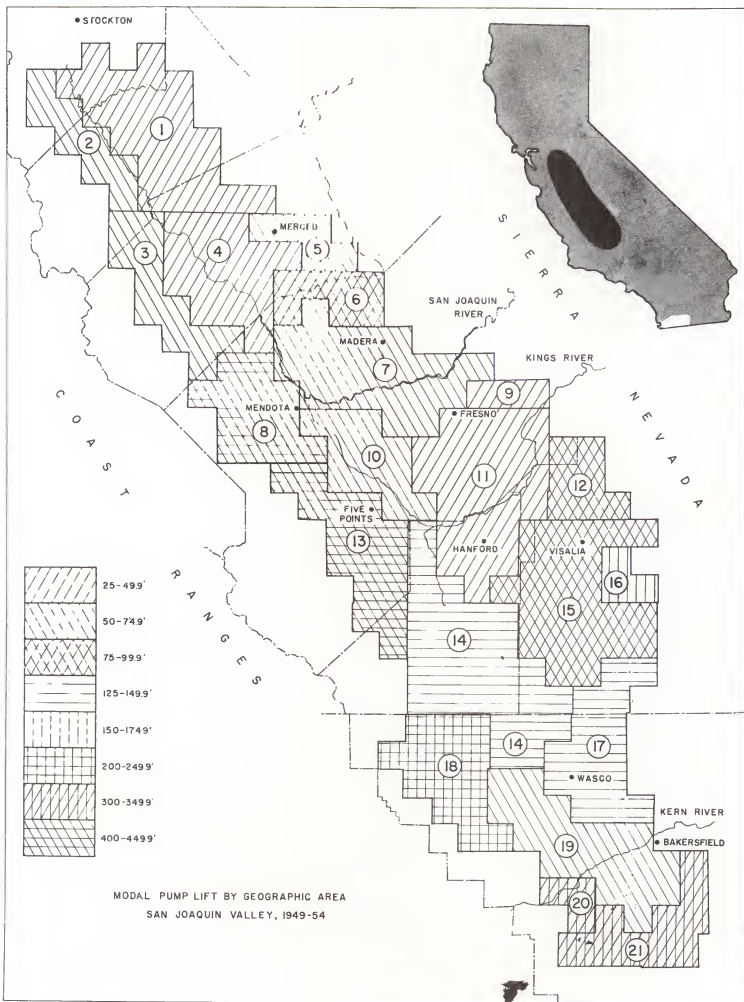 STOCKTON
1
2
3
4
MERCED
5
6
SAN JOAQUIN
RIVER
MADERA
7
KINGS RIVER
SIERRA
NEVADA
9
FRESNO
MENDOTA
8
10
11
12
FIVE
POINTS
13
HANFORD
VISALIA
16
15
14
COAST
RANGES
25-49.9'
50-74.9'
75-99.9'
125-149.9'
150-174.9'
200-249.9'
300-349.9'
400-449.9'
14
17
18
WASCO
KERN RIVER
19
BAKERSFIELD
20
21
MODAL PUMP LIFT BY GEOGRAPHIC AREA
SAN JOAQUIN VALLEY, 1949-54